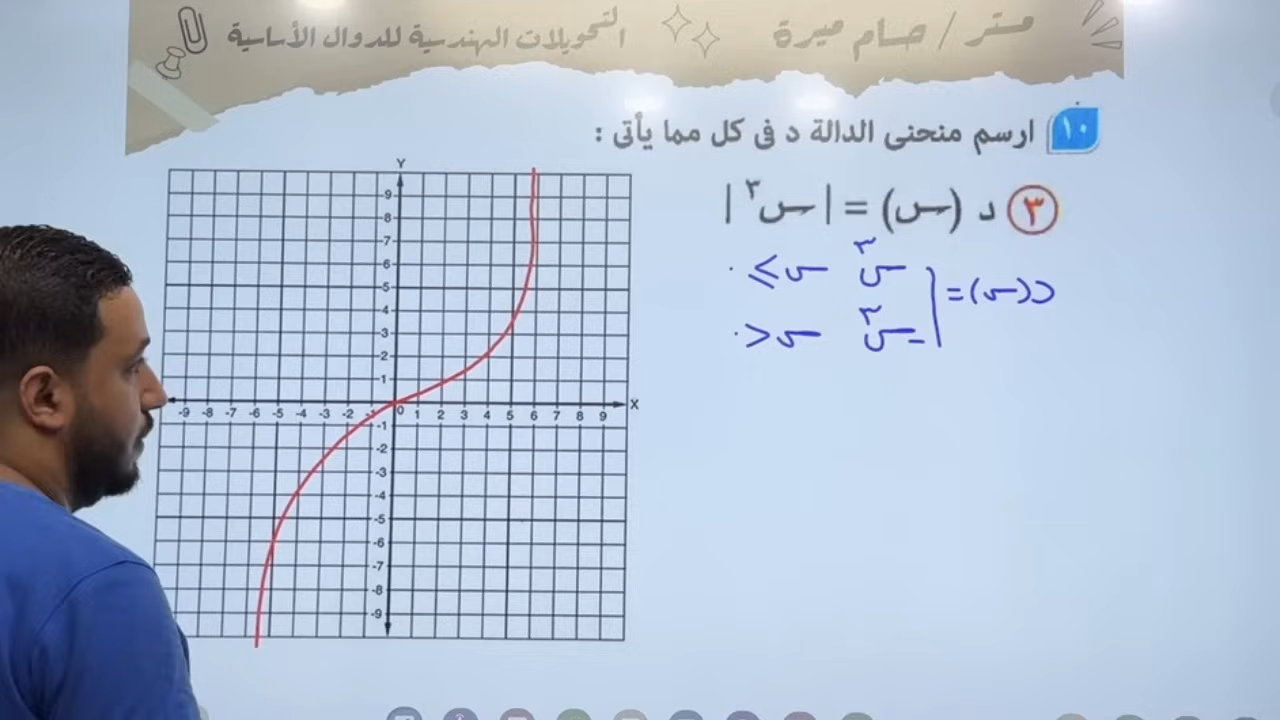 مستر / حسام ميرة
التحويلات الهندسية للدوال الأساسية
١٠ ارسم منحنى الدالة د فى كل مما يأتى :
٣ د (س) = |س٣|
د(س) = س٣ س ≥ ٠
-س٣ س < ٠
Y
9
8
7
6
5
4
3
2
1
-9 -8 -7 -6 -5 -4 -3 -2 -1 0 1 2 3 4 5 6 7 8 9 X
-1
-2
-3
-4
-5
-6
-7
-8
-9